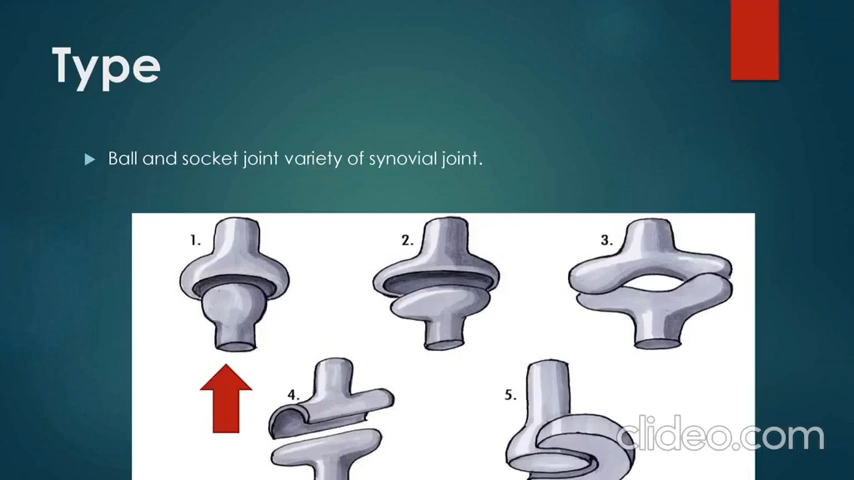 Type
Ball and socket joint variety of synovial joint.
1.
2.
3.
4.
5.
clideo.com